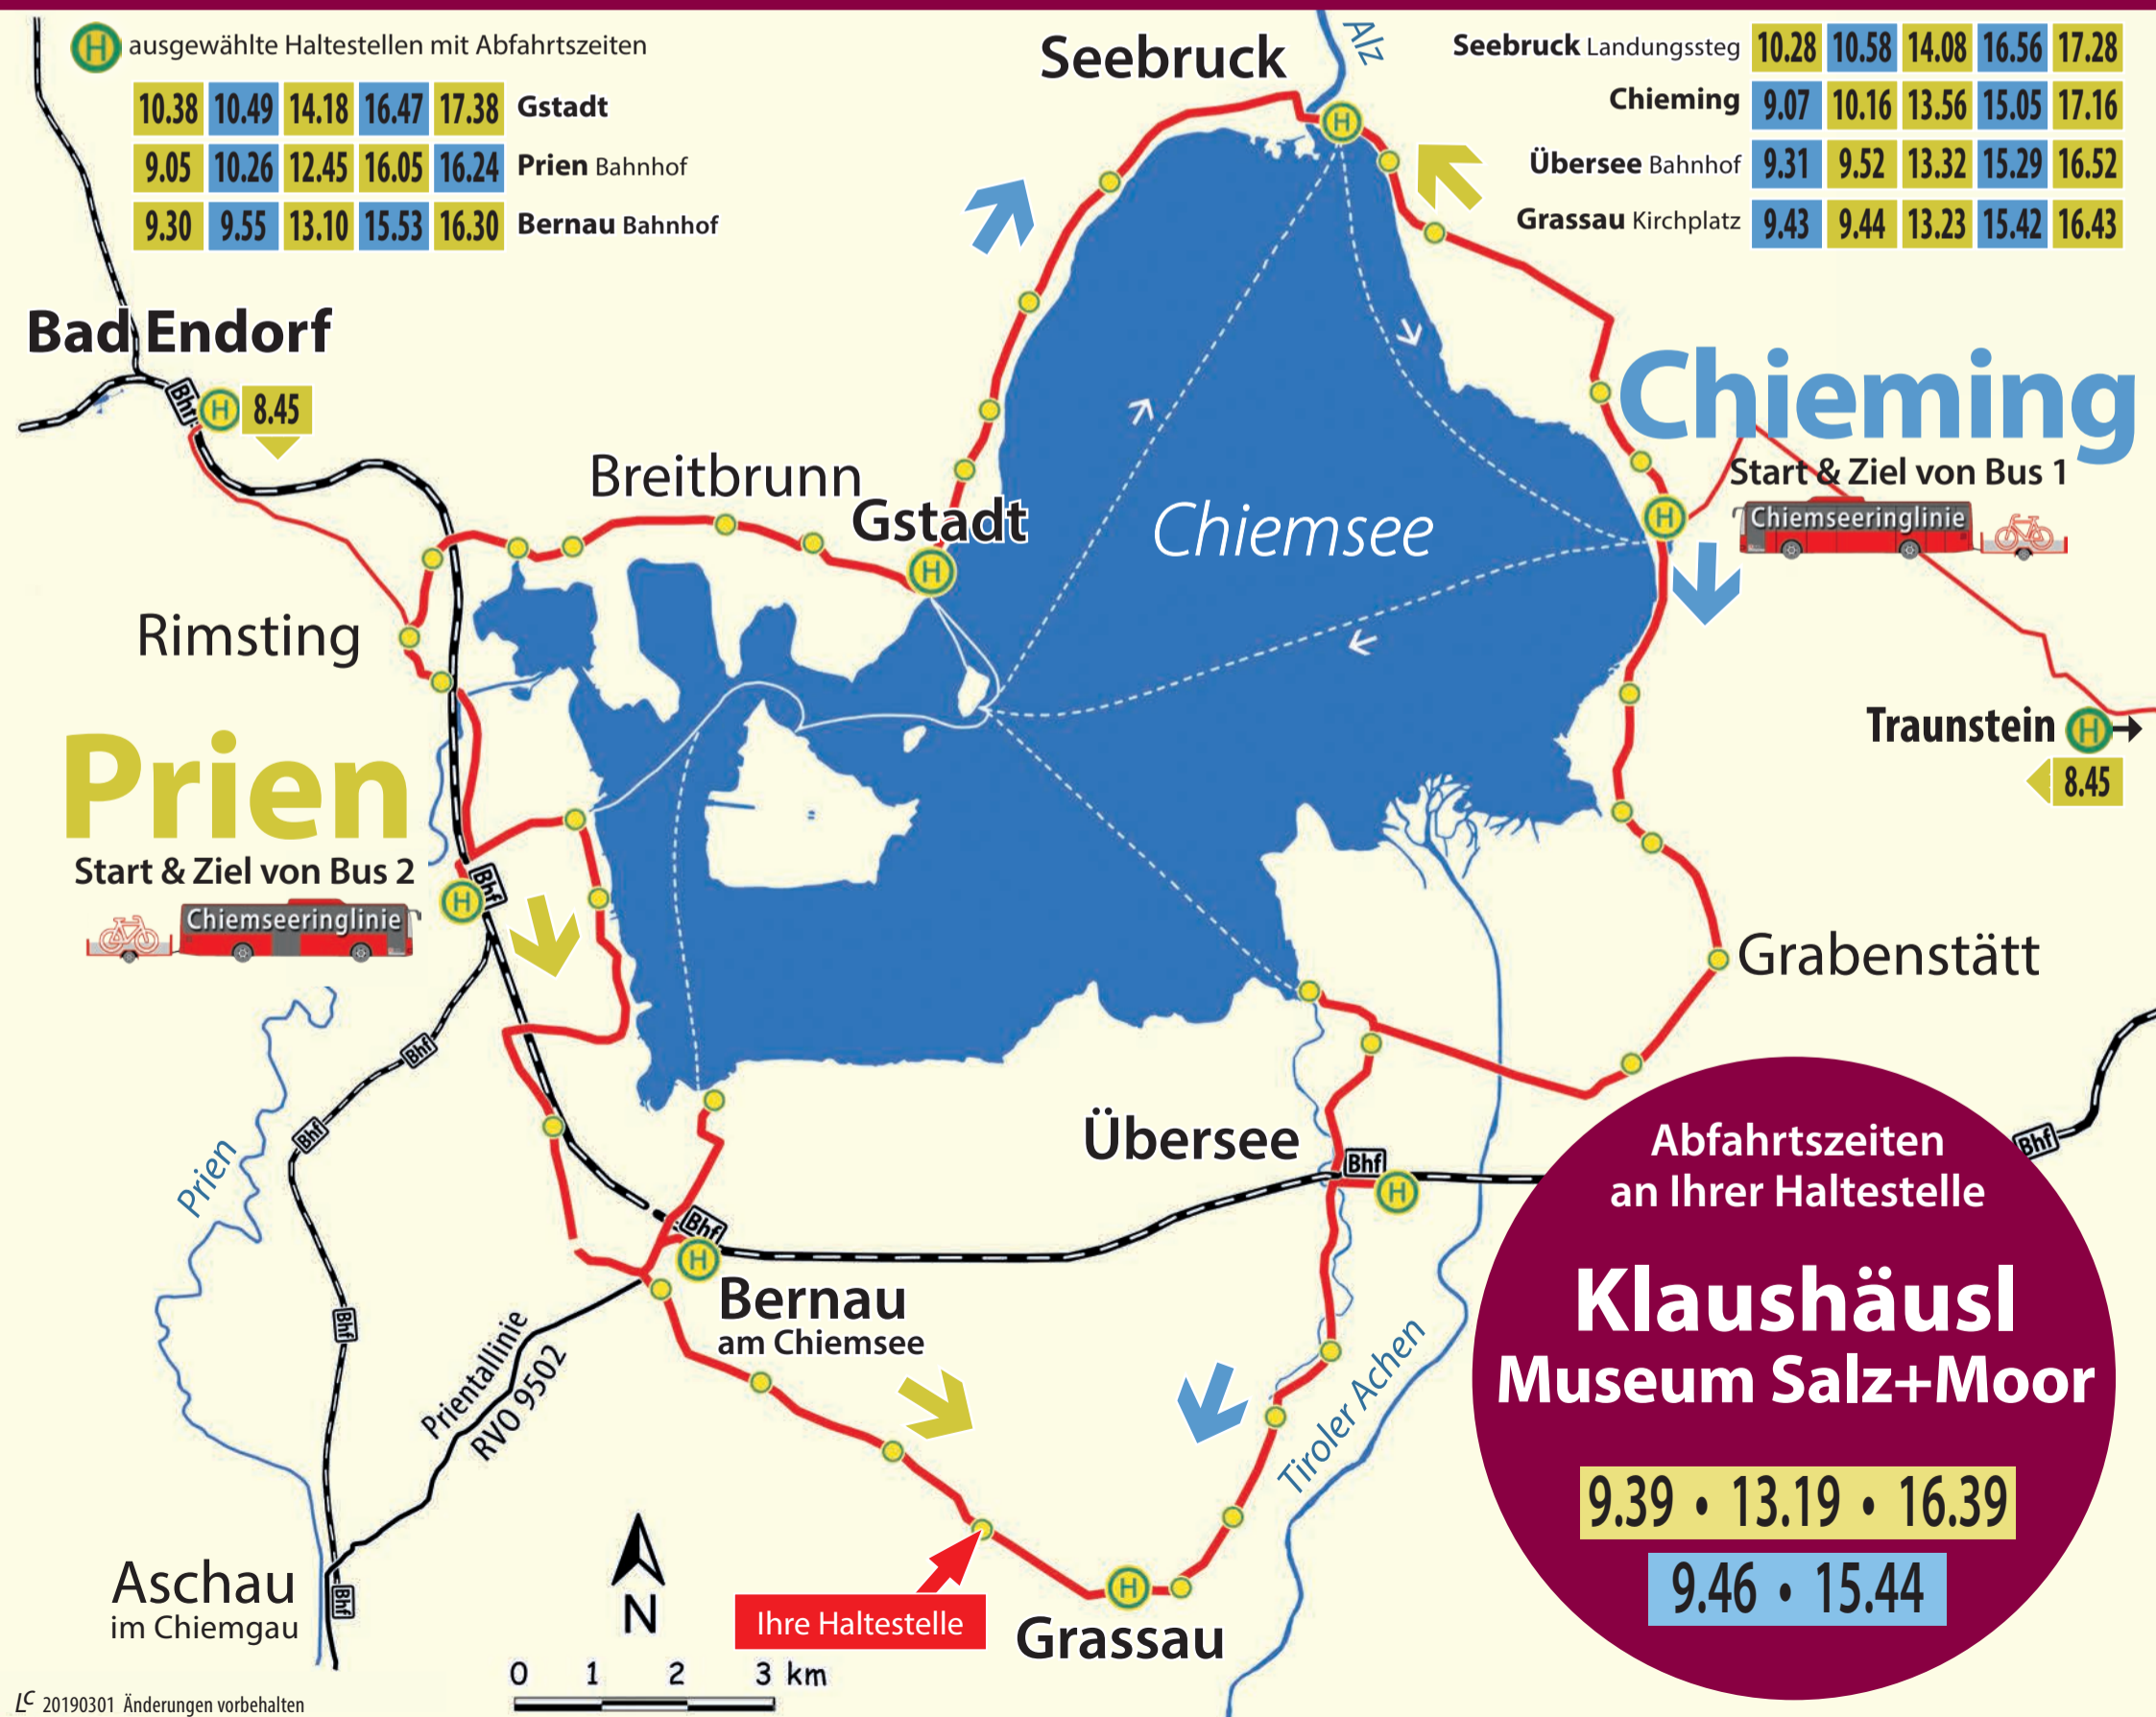 ausgewählte Haltestellen mit Abfahrtszeiten
10.38 10.49 14.18 16.47 17.38 Gstadt
9.05 10.26 12.45 16.05 16.24 Prien Bahnhof
9.30 9.55 13.10 15.53 16.30 Bernau Bahnhof
Seebruck
Alz
Seebruck Landungssteg 10.28 10.58 14.08 16.56 17.28
Chieming 9.07 10.16 13.56 15.05 17.16
Übersee Bahnhof 9.31 9.52 13.32 15.29 16.52
Grassau Kirchplatz 9.43 9.44 13.23 15.42 16.43
H
H
Bad Endorf
Bhf
H
8.45
Chieming
Start & Ziel von Bus 1
Chiemseeringlinie
H
Breitbrunn
Gstadt
H
Chiemsee
Rimsting
Traunstein H
8.45
Prien
Start & Ziel von Bus 2
Chiemseeringlinie
Bhf
H
Grabenstätt
Bhf
Bhf
Prien
Übersee
Bhf
H
Bhf
Bhf
H
Bernau
am Chiemsee
Bhf
Prientallinie
RVO 9502
Tiroler Achen
Abfahrtszeiten
an Ihrer Haltestelle
Klaushäusl
Museum Salz+Moor
9.39 • 13.19 • 16.39
9.46 • 15.44
Aschau
im Chiemgau
Bhf
N
Ihre Haltestelle
H
Grassau
0 1 2 3 km
LC 20190301 Änderungen vorbehalten